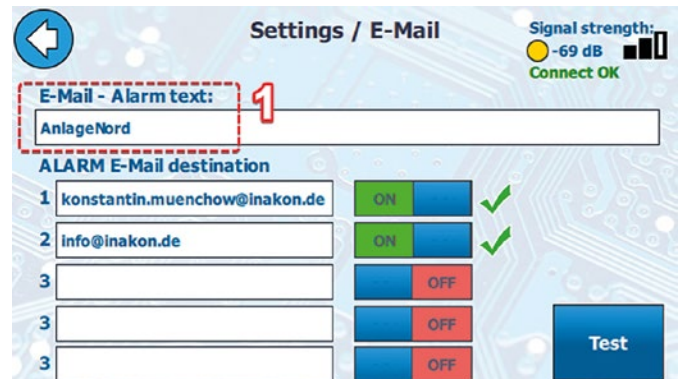 Settings / E-Mail
Signal strength:
-69 dB
Connect OK
E-Mail - Alarm text:
1
AnlageNord
ALARM E-Mail destination
1 konstantin.muenchow@inakon.de ON
2 info@inakon.de ON
3 OFF
3 OFF
Test
3 OFF